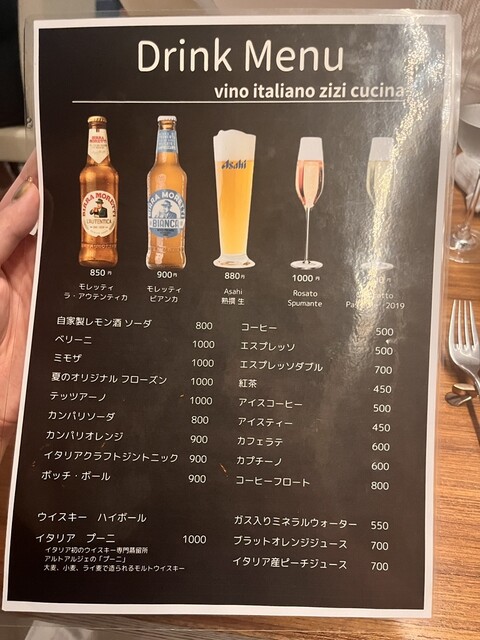 Drink Menu
vino italiano zizi cucina
BIRRA MORETTI
L'AUTENTICA
BIRRA MORETTI
BIANCA
Asahi
850円
900円
880円
1000円
モレッティ
ラ・アウテンティカ
モレッティ
ビアンカ
Asahi
熟撰 生
Rosato
Spumante
2019
自家製レモン酒 ソーダ 800
ベリーニ 1000
ミモザ 1000
夏のオリジナル フローズン 1000
テッツアーノ 1000
カンパリソーダ 800
カンパリオレンジ 900
イタリアクラフトジントニック 900
ボッチ・ボール 900
コーヒー 500
エスプレッソ 500
エスプレッソダブル 700
紅茶 450
アイスコーヒー 500
アイスティー 450
カフェラテ 600
カプチーノ 600
コーヒーフロート 800
ウイスキー ハイボール
イタリア プーニ 1000
イタリア初のウイスキー専門蒸留所
アルトアルジェの「プーニ」
大麦、小麦、ライ麦で造られるモルトウイスキー
ガス入りミネラルウォーター 550
ブラットオレンジジュース 700
イタリア産ピーチジュース 700